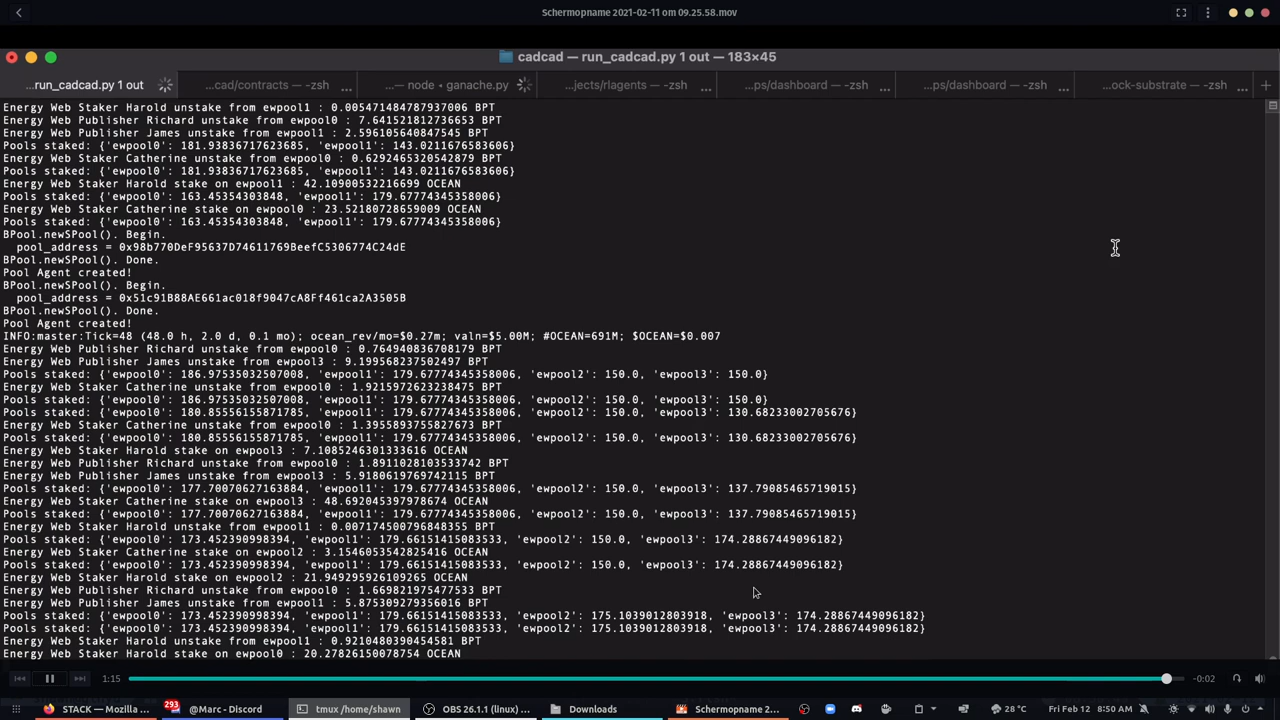 Schermopname 2021-02-11 om 09.25.58.mov
cadcad — run_cadcad.py 1 out — 183×45
...run_cadcad.py 1 out
...cad/contracts — -zsh ...
...— node ◂ ganache.py
...jects/rlagents — -zsh ...
...ps/dashboard — -zsh ...
...ps/dashboard — -zsh ...
...ock-substrate — -zsh ...
Energy Web Staker Harold unstake from ewpool1 : 0.005471484787937006 BPT
Energy Web Publisher Richard unstake from ewpool0 : 7.641521812736653 BPT
Energy Web Publisher James unstake from ewpool1 : 2.596105640847545 BPT
Pools staked: {'ewpool0': 181.93836717623685, 'ewpool1': 143.0211676583606}
Energy Web Staker Catherine unstake from ewpool0 : 0.6292465320542879 BPT
Pools staked: {'ewpool0': 181.93836717623685, 'ewpool1': 143.0211676583606}
Energy Web Staker Harold stake on ewpool1 : 42.10900532216699 OCEAN
Pools staked: {'ewpool0': 163.45354303848, 'ewpool1': 179.67774345358006}
Energy Web Staker Catherine stake on ewpool0 : 23.52180728659009 OCEAN
Pools staked: {'ewpool0': 163.45354303848, 'ewpool1': 179.67774345358006}
BPool.newSPool(). Begin.
pool_address = 0x98b770DeF95637D74611769BeefC5306774C24dE
BPool.newSPool(). Done.
Pool Agent created!
BPool.newSPool(). Begin.
pool_address = 0x51c91B88AE661ac018f9047cA8Ff461ca2A3505B
BPool.newSPool(). Done.
Pool Agent created!
INFO:master:Tick=48 (48.0 h, 2.0 d, 0.1 mo); ocean_rev/mo=$0.27m; valn=$5.00M; #OCEAN=691M; $OCEAN=$0.007
Energy Web Publisher Richard unstake from ewpool0 : 0.764940836708179 BPT
Energy Web Publisher James unstake from ewpool3 : 9.199568237502497 BPT
Pools staked: {'ewpool0': 186.97535032507008, 'ewpool1': 179.67774345358006, 'ewpool2': 150.0, 'ewpool3': 150.0}
Energy Web Staker Catherine unstake from ewpool0 : 1.9215972623238475 BPT
Pools staked: {'ewpool0': 186.97535032507008, 'ewpool1': 179.67774345358006, 'ewpool2': 150.0, 'ewpool3': 150.0}
Pools staked: {'ewpool0': 180.85556155871785, 'ewpool1': 179.67774345358006, 'ewpool2': 150.0, 'ewpool3': 130.68233002705676}
Energy Web Staker Catherine unstake from ewpool0 : 1.3955893755827673 BPT
Pools staked: {'ewpool0': 180.85556155871785, 'ewpool1': 179.67774345358006, 'ewpool2': 150.0, 'ewpool3': 130.68233002705676}
Energy Web Staker Harold stake on ewpool3 : 7.1085246301333616 OCEAN
Energy Web Publisher Richard unstake from ewpool0 : 1.8911028103533742 BPT
Energy Web Publisher James unstake from ewpool3 : 5.9180619769742115 BPT
Pools staked: {'ewpool0': 177.70070627163884, 'ewpool1': 179.67774345358006, 'ewpool2': 150.0, 'ewpool3': 137.79085465719015}
Energy Web Staker Catherine stake on ewpool3 : 48.692045397978674 OCEAN
Pools staked: {'ewpool0': 177.70070627163884, 'ewpool1': 179.67774345358006, 'ewpool2': 150.0, 'ewpool3': 137.79085465719015}
Energy Web Staker Harold unstake from ewpool1 : 0.007174500796848355 BPT
Pools staked: {'ewpool0': 173.452390998394, 'ewpool1': 179.66151415083533, 'ewpool2': 150.0, 'ewpool3': 174.28867449096182}
Energy Web Staker Catherine stake on ewpool2 : 3.1546053542825416 OCEAN
Pools staked: {'ewpool0': 173.452390998394, 'ewpool1': 179.66151415083533, 'ewpool2': 150.0, 'ewpool3': 174.28867449096182}
Energy Web Staker Harold stake on ewpool2 : 21.949295926109265 OCEAN
Energy Web Publisher Richard unstake from ewpool0 : 1.669821975477533 BPT
Energy Web Publisher James unstake from ewpool1 : 5.875309279356016 BPT
Pools staked: {'ewpool0': 173.452390998394, 'ewpool1': 179.66151415083533, 'ewpool2': 175.1039012803918, 'ewpool3': 174.28867449096182}
Pools staked: {'ewpool0': 173.452390998394, 'ewpool1': 179.66151415083533, 'ewpool2': 175.1039012803918, 'ewpool3': 174.28867449096182}
Energy Web Staker Harold unstake from ewpool1 : 0.9210480390454581 BPT
Energy Web Staker Harold stake on ewpool0 : 20.27826150078754 OCEAN
1:15
-0:02
STACK — Mozilla ...
293
@Marc - Discord
tmux /home/shawn
OBS 26.1.1 (linux) ...
Downloads
Schermopname 2...
28 °C
Fri Feb 12
8:50 AM